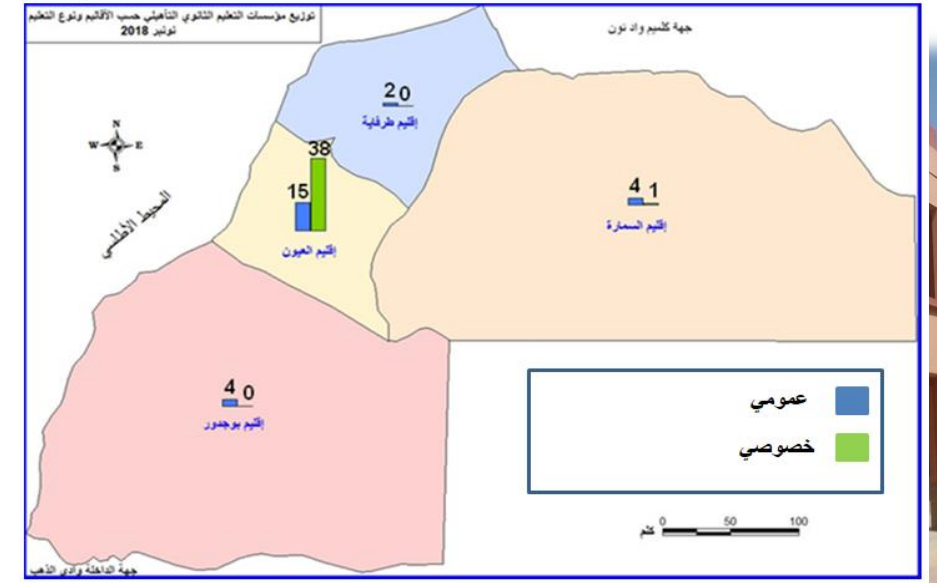 توزيع مؤسسات التعليم الثانوي التأهيلي حسب الأقاليم ونوع التعليم
نونبر 2018
جهة كلميم واد نون
2 0
إقليم طرفاية
N
W E
S
38
15
إقليم العيون
4 1
إقليم السمارة
المحيط الأطلسي
4 0
إقليم بوجدور
عمومي
خصوصي
0 50 100
كلم
جهة الداخلة وادي الذهب